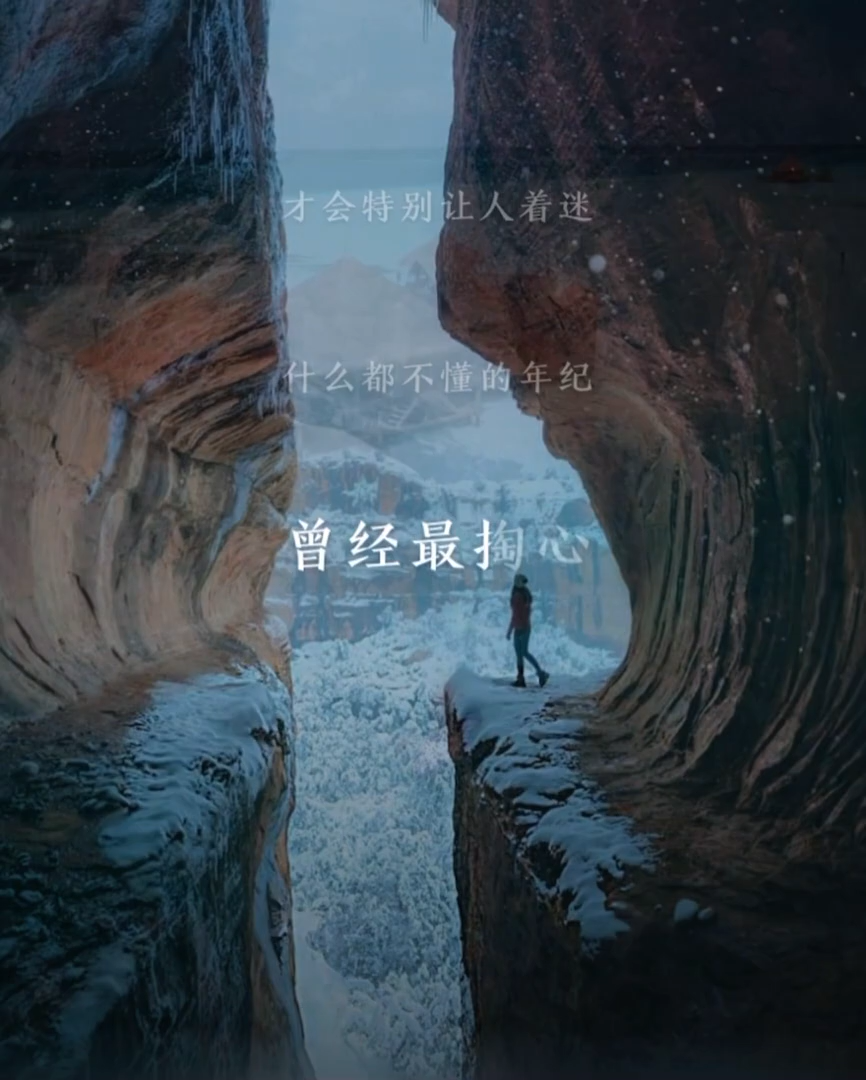 才会特别让人着迷
什么都不懂的年纪
曾经最掏心